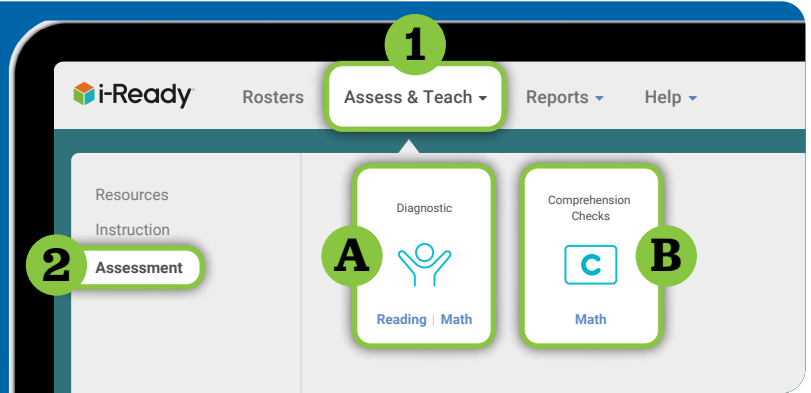 1
i-Ready
Rosters
Assess & Teach
Reports
Help
Resources
Instruction
2
Assessment
A
Diagnostic
Reading | Math
Comprehension
Checks
C
B
Math